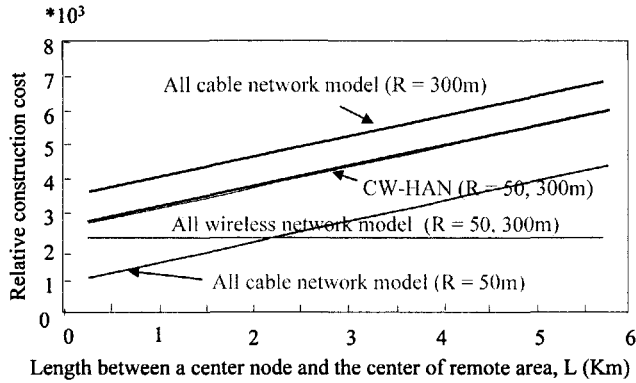 *10³
8
7
6
5
4
3
2
1
0
Relative construction cost
All cable network model (R = 300m)
CW-HAN (R = 50, 300m)
All wireless network model (R = 50, 300m)
All cable network model (R = 50m)
0 1 2 3 4 5 6
Length between a center node and the center of remote area, L (Km)